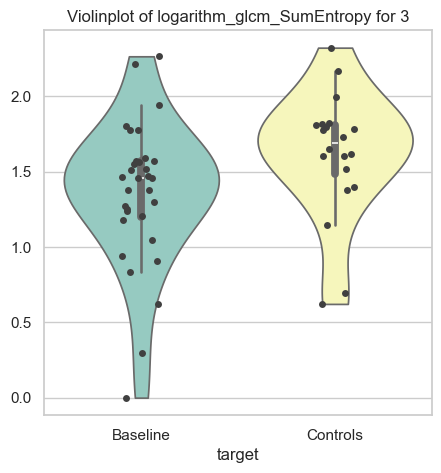 Violinplot of logarithm_glcm_SumEntropy for 3
2.0
1.5
1.0
0.5
0.0
Baseline Controls
target